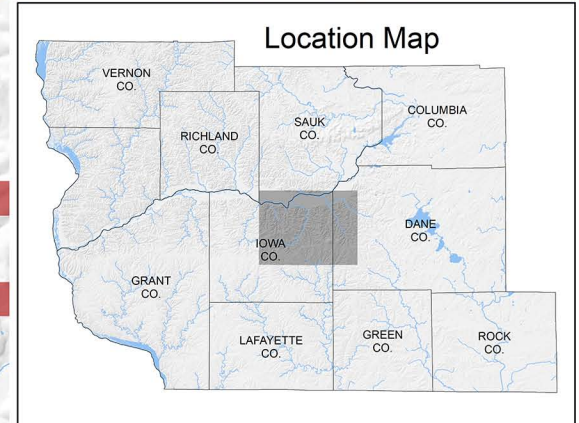 Location Map
VERNON
CO.
RICHLAND
CO.
SAUK
CO.
COLUMBIA
CO.
DANE
CO.
IOWA
CO.
GRANT
CO.
LAFAYETTE
CO.
GREEN
CO.
ROCK
CO.